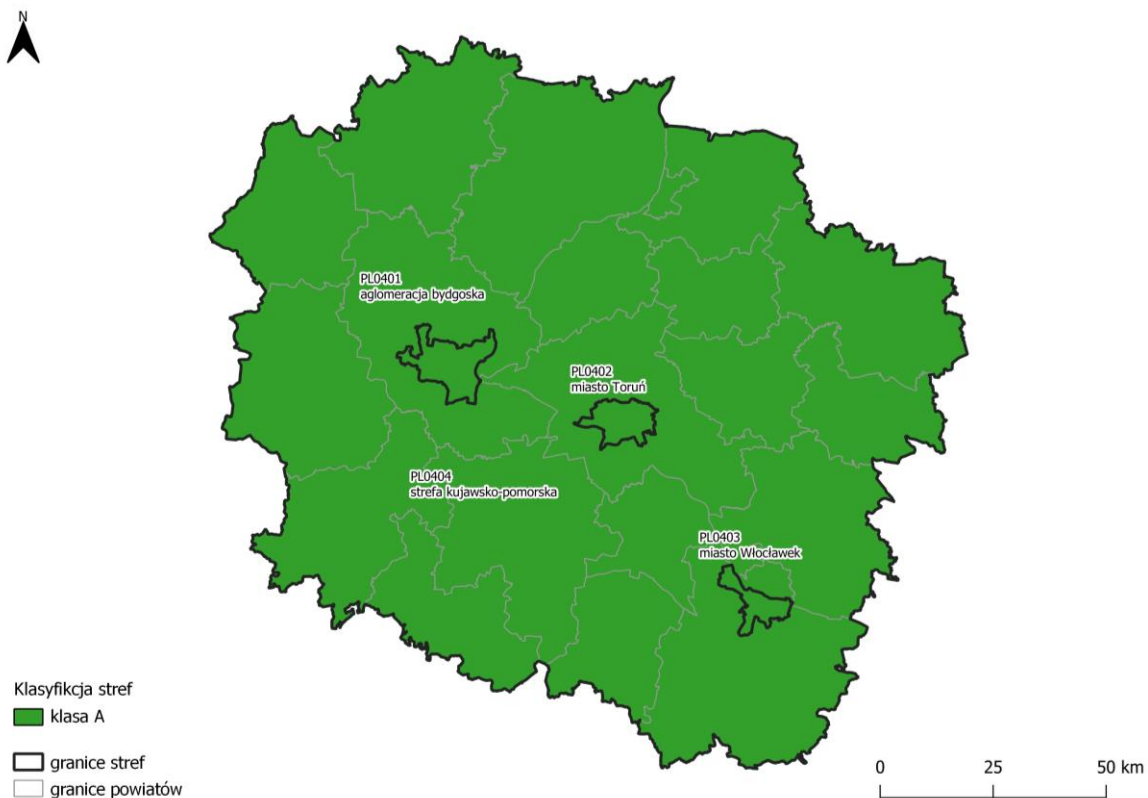 N
PL0401
aglomeracja bydgoska
PL0402
miasto Toruń
PL0404
strefa kujawsko-pomorska
PL0403
miasto Włocławek
Klasyfikcja stref
klasa A
granice stref
granice powiatów
0 25 50 km